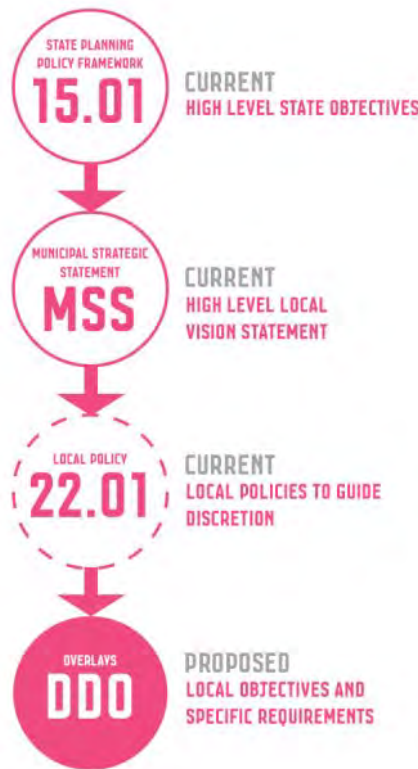 STATE PLANNING
POLICY FRAMEWORK
15.01
CURRENT
HIGH LEVEL STATE OBJECTIVES
MUNICIPAL STRATEGIC
STATEMENT
MSS
CURRENT
HIGH LEVEL LOCAL
VISION STATEMENT
LOCAL POLICY
22.01
CURRENT
LOCAL POLICIES TO GUIDE
DISCRETION
OVERLAYS
DDO
PROPOSED
LOCAL OBJECTIVES AND
SPECIFIC REQUIREMENTS